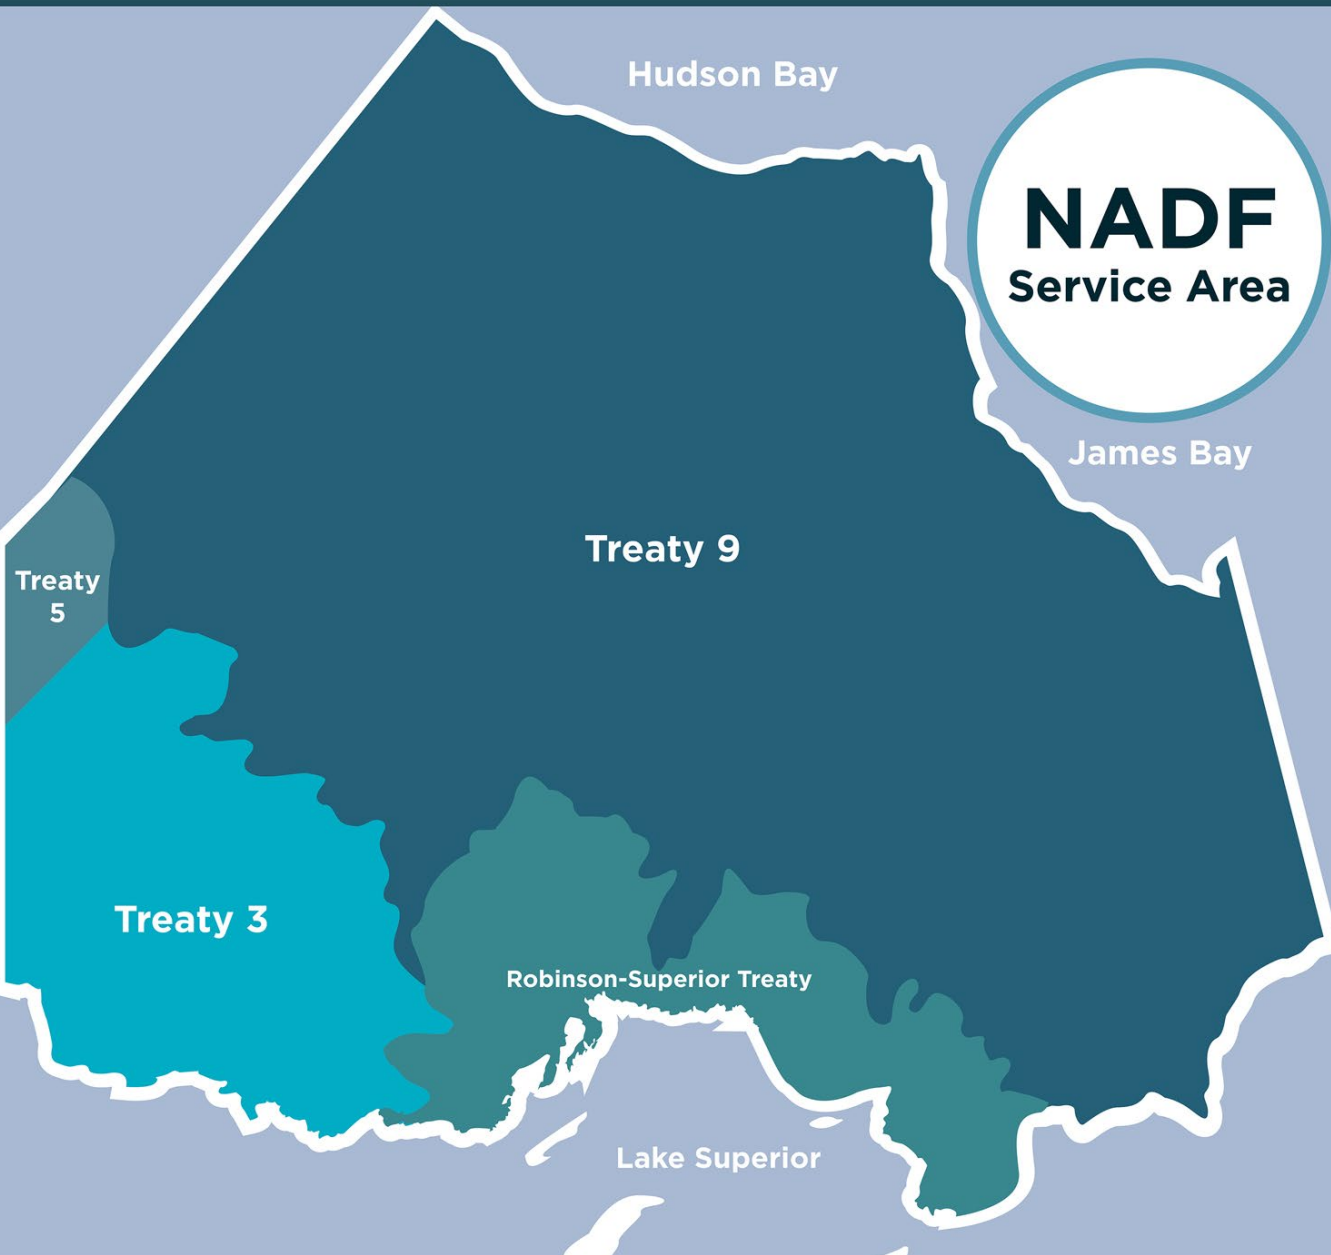 Hudson Bay
NADF
Service Area
James Bay
Treaty 9
Treaty
5
Treaty 3
Robinson-Superior Treaty
Lake Superior